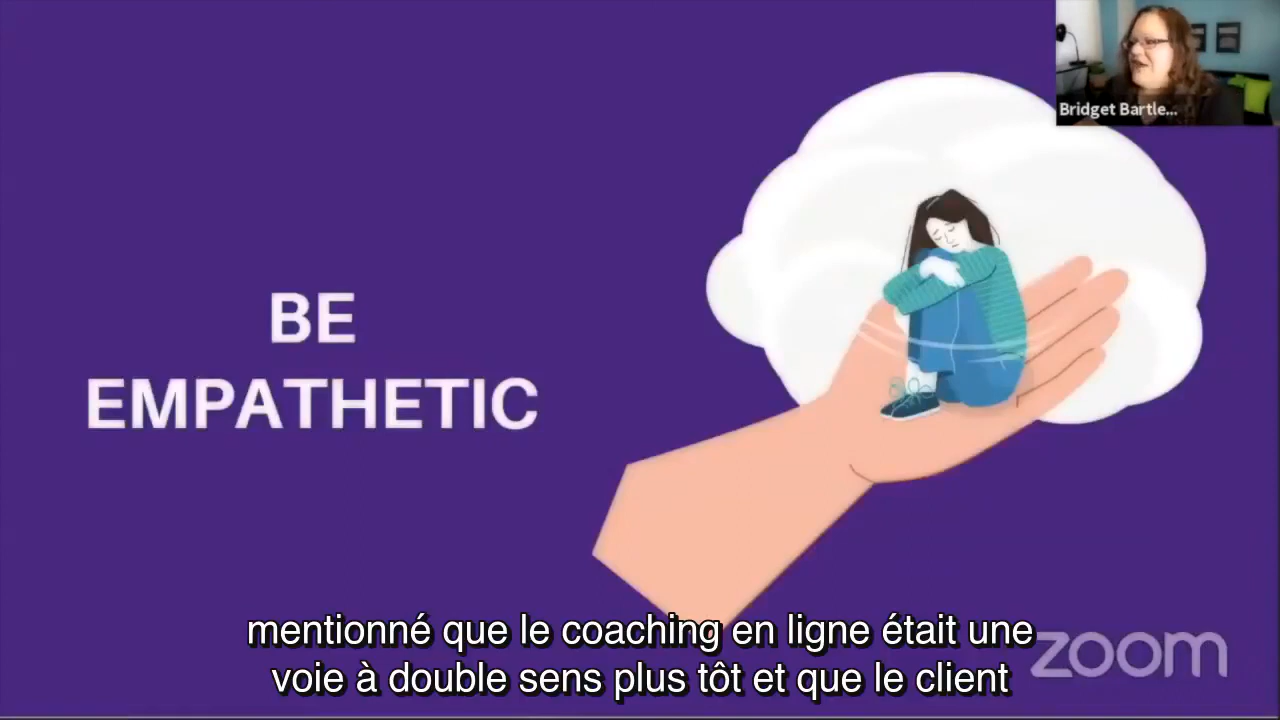 Bridget Bartle...
BE
EMPATHETIC
mentionné que le coaching en ligne était une
voie à double sens plus tôt et que le client
zoom